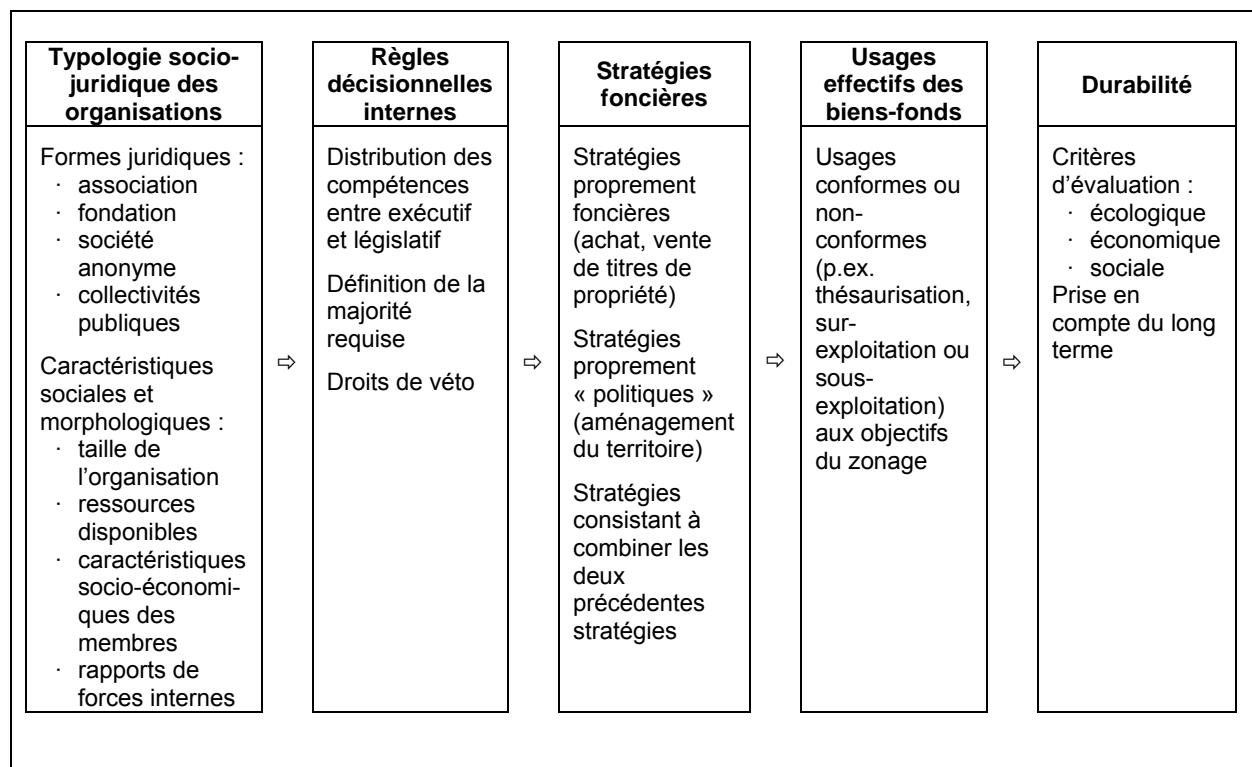 Typologie socio-
juridique des
organisations
Formes juridiques :
· association
· fondation
· société
anonyme
· collectivités
publiques
Caractéristiques
sociales et
morphologiques :
· taille de
l'organisation
· ressources
disponibles
· caractéristiques
socio-économi-
ques des
membres
· rapports de
forces internes
⇨
Règles
décisionnelles
internes
Distribution des
compétences
entre exécutif
et législatif
Définition de la
majorité
requise
Droits de véto
⇨
Stratégies
foncières
Stratégies
proprement
foncières
(achat, vente
de titres de
propriété)
Stratégies
proprement
« politiques »
(aménagement
du territoire)
Stratégies
consistant à
combiner les
deux
précédentes
stratégies
⇨
Usages
effectifs des
biens-fonds
Usages
conformes ou
non-
conformes
(p.ex.
thésaurisation,
sur-
exploitation ou
sous-
exploitation)
aux objectifs
du zonage
⇨
Durabilité
Critères
d'évaluation :
· écologique
· économique
· sociale
Prise en
compte du long
terme